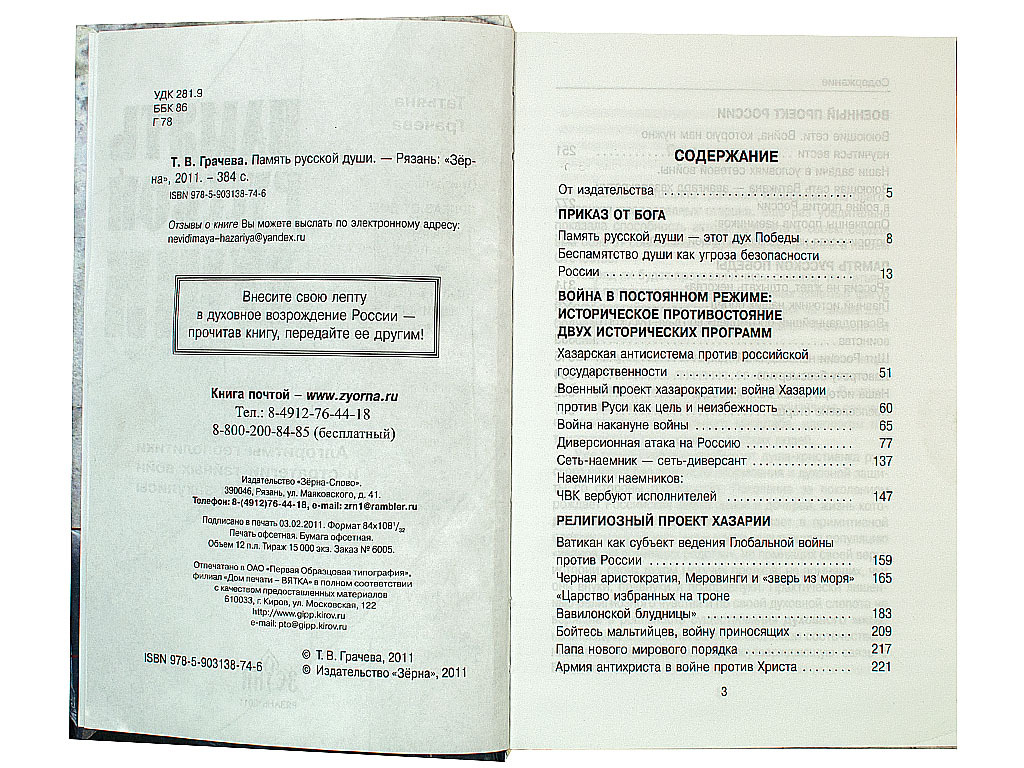 УДК 281.9
ББК 86
Г78
Т. В. Грачева. Память русской души. — Рязань: «Зёр-
на», 2011. – 384 с.
ISBN 978-5-903138-74-6
Отзывы о книге Вы можете выслать по электронному адресу:
nevidimaya-hazariya@yandex.ru
Внесите свою лепту
в духовное возрождение России —
прочитав книгу, передайте ее другим!
Книга почтой – www.zyorna.ru
Тел.: 8-4912-76-44-18
8-800-200-84-85 (бесплатный)
Издательство «Зёрна-Слово».
390046, Рязань, ул. Маяковского, д. 41.
Телефон: 8-(4912)76-44-18, e-mail: zrn1@rambler.ru
Подписано в печать 03.02.2011. Формат 84x108 1/32
Печать офсетная. Бумага офсетная.
Объем 12 п.л. Тираж 15 000 экз. Заказ № 6005.
Отпечатано в ОАО «Первая Образцовая типография»,
филиал «Дом печати – ВЯТКА» в полном соответствии
с качеством предоставленных материалов
610033, г. Киров, ул. Московская, 122
http://www.gipp.kirov.ru
e-mail: pto@gipp.kirov.ru
ISBN 978-5-903138-74-6
© Т. В. Грачева, 2011
© Издательство «Зёрна», 2011
СОДЕРЖАНИЕ
От издательства ............................ 5
ПРИКАЗ ОТ БОГА
Память русской души — этот дух Победы ........ 8
Беспамятство души как угроза безопасности
России ..................................... 13
ВОЙНА В ПОСТОЯННОМ РЕЖИМЕ:
ИСТОРИЧЕСКОЕ ПРОТИВОСТОЯНИЕ
ДВУХ ИСТОРИЧЕСКИХ ПРОГРАММ
Хазарская антисистема против российской
государственности .......................... 51
Военный проект хазарократии: война Хазарии
против Руси как цель и неизбежность ........... 60
Война накануне войны ....................... 65
Диверсионная атака на Россию ................ 77
Сеть-наемник — сеть-диверсант ............... 137
Наемники наемников:
ЧВК вербуют исполнителей .................. 147
РЕЛИГИОЗНЫЙ ПРОЕКТ ХАЗАРИИ
Ватикан как субъект ведения Глобальной войны
против России .............................. 159
Черная аристократия, Меровинги и «зверь из моря» 165
«Царство избранных на троне
Вавилонской блудницы» ..................... 183
Бойтесь мальтийцев, войну приносящих ......... 209
Папа нового мирового порядка ................ 217
Армия антихриста в войне против Христа ........ 221
3